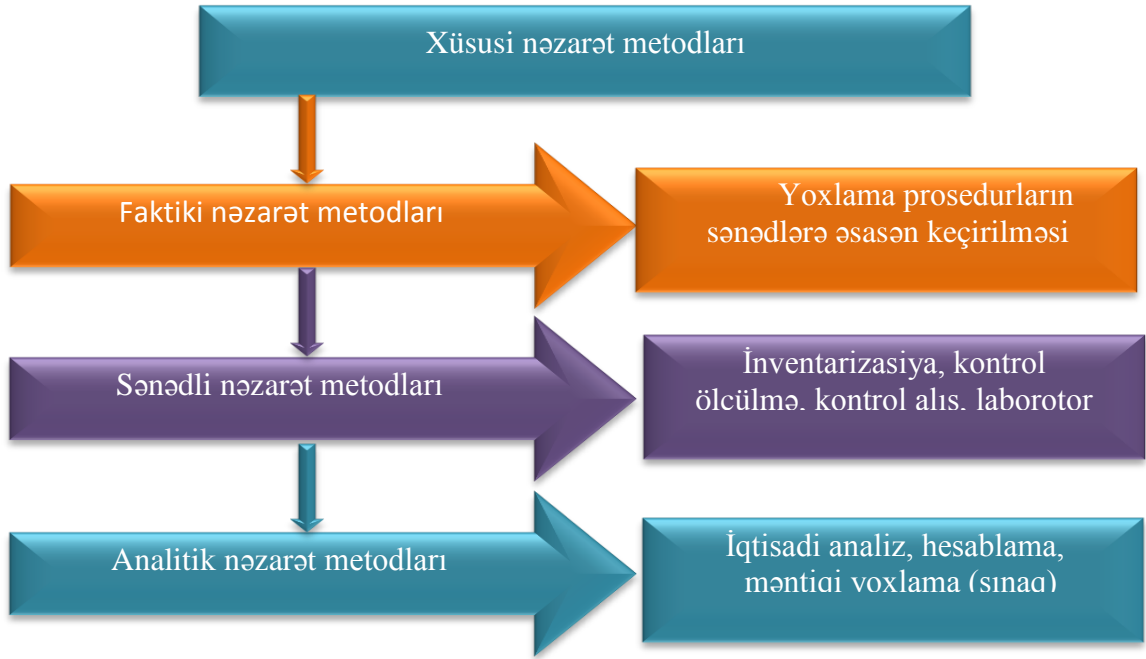 Xüsusi nəzarət metodları
Faktiki nəzarət metodları
Yoxlama prosedurların
sənədlərə əsasən keçirilməsi
Sənədli nəzarət metodları
İnventarizasiya, kontrol
ölçülmə, kontrol alış, laborotor
Analitik nəzarət metodları
İqtisadi analiz, hesablama,
məntiqi yoxlama (sınaq)